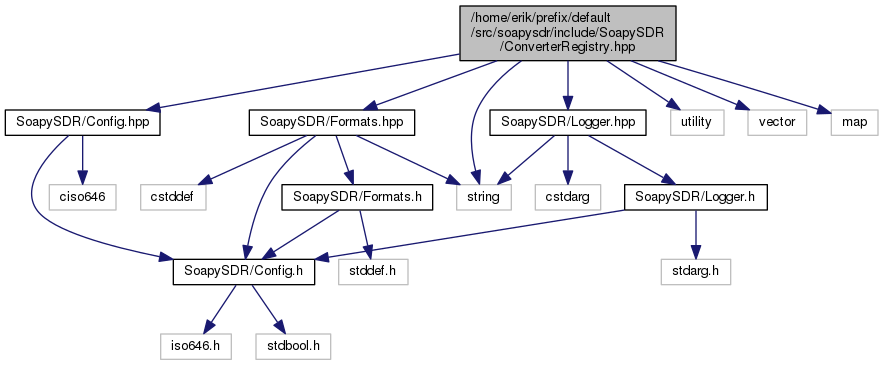 /home/erik/prefix/default
/src/soapysdr/include/SoapySDR
/ConverterRegistry.hpp
SoapySDR/Config.hpp
SoapySDR/Formats.hpp
SoapySDR/Logger.hpp
utility
vector
map
ciso646
cstddef
SoapySDR/Formats.h
string
cstdarg
SoapySDR/Logger.h
SoapySDR/Config.h
stddef.h
stdarg.h
iso646.h
stdbool.h